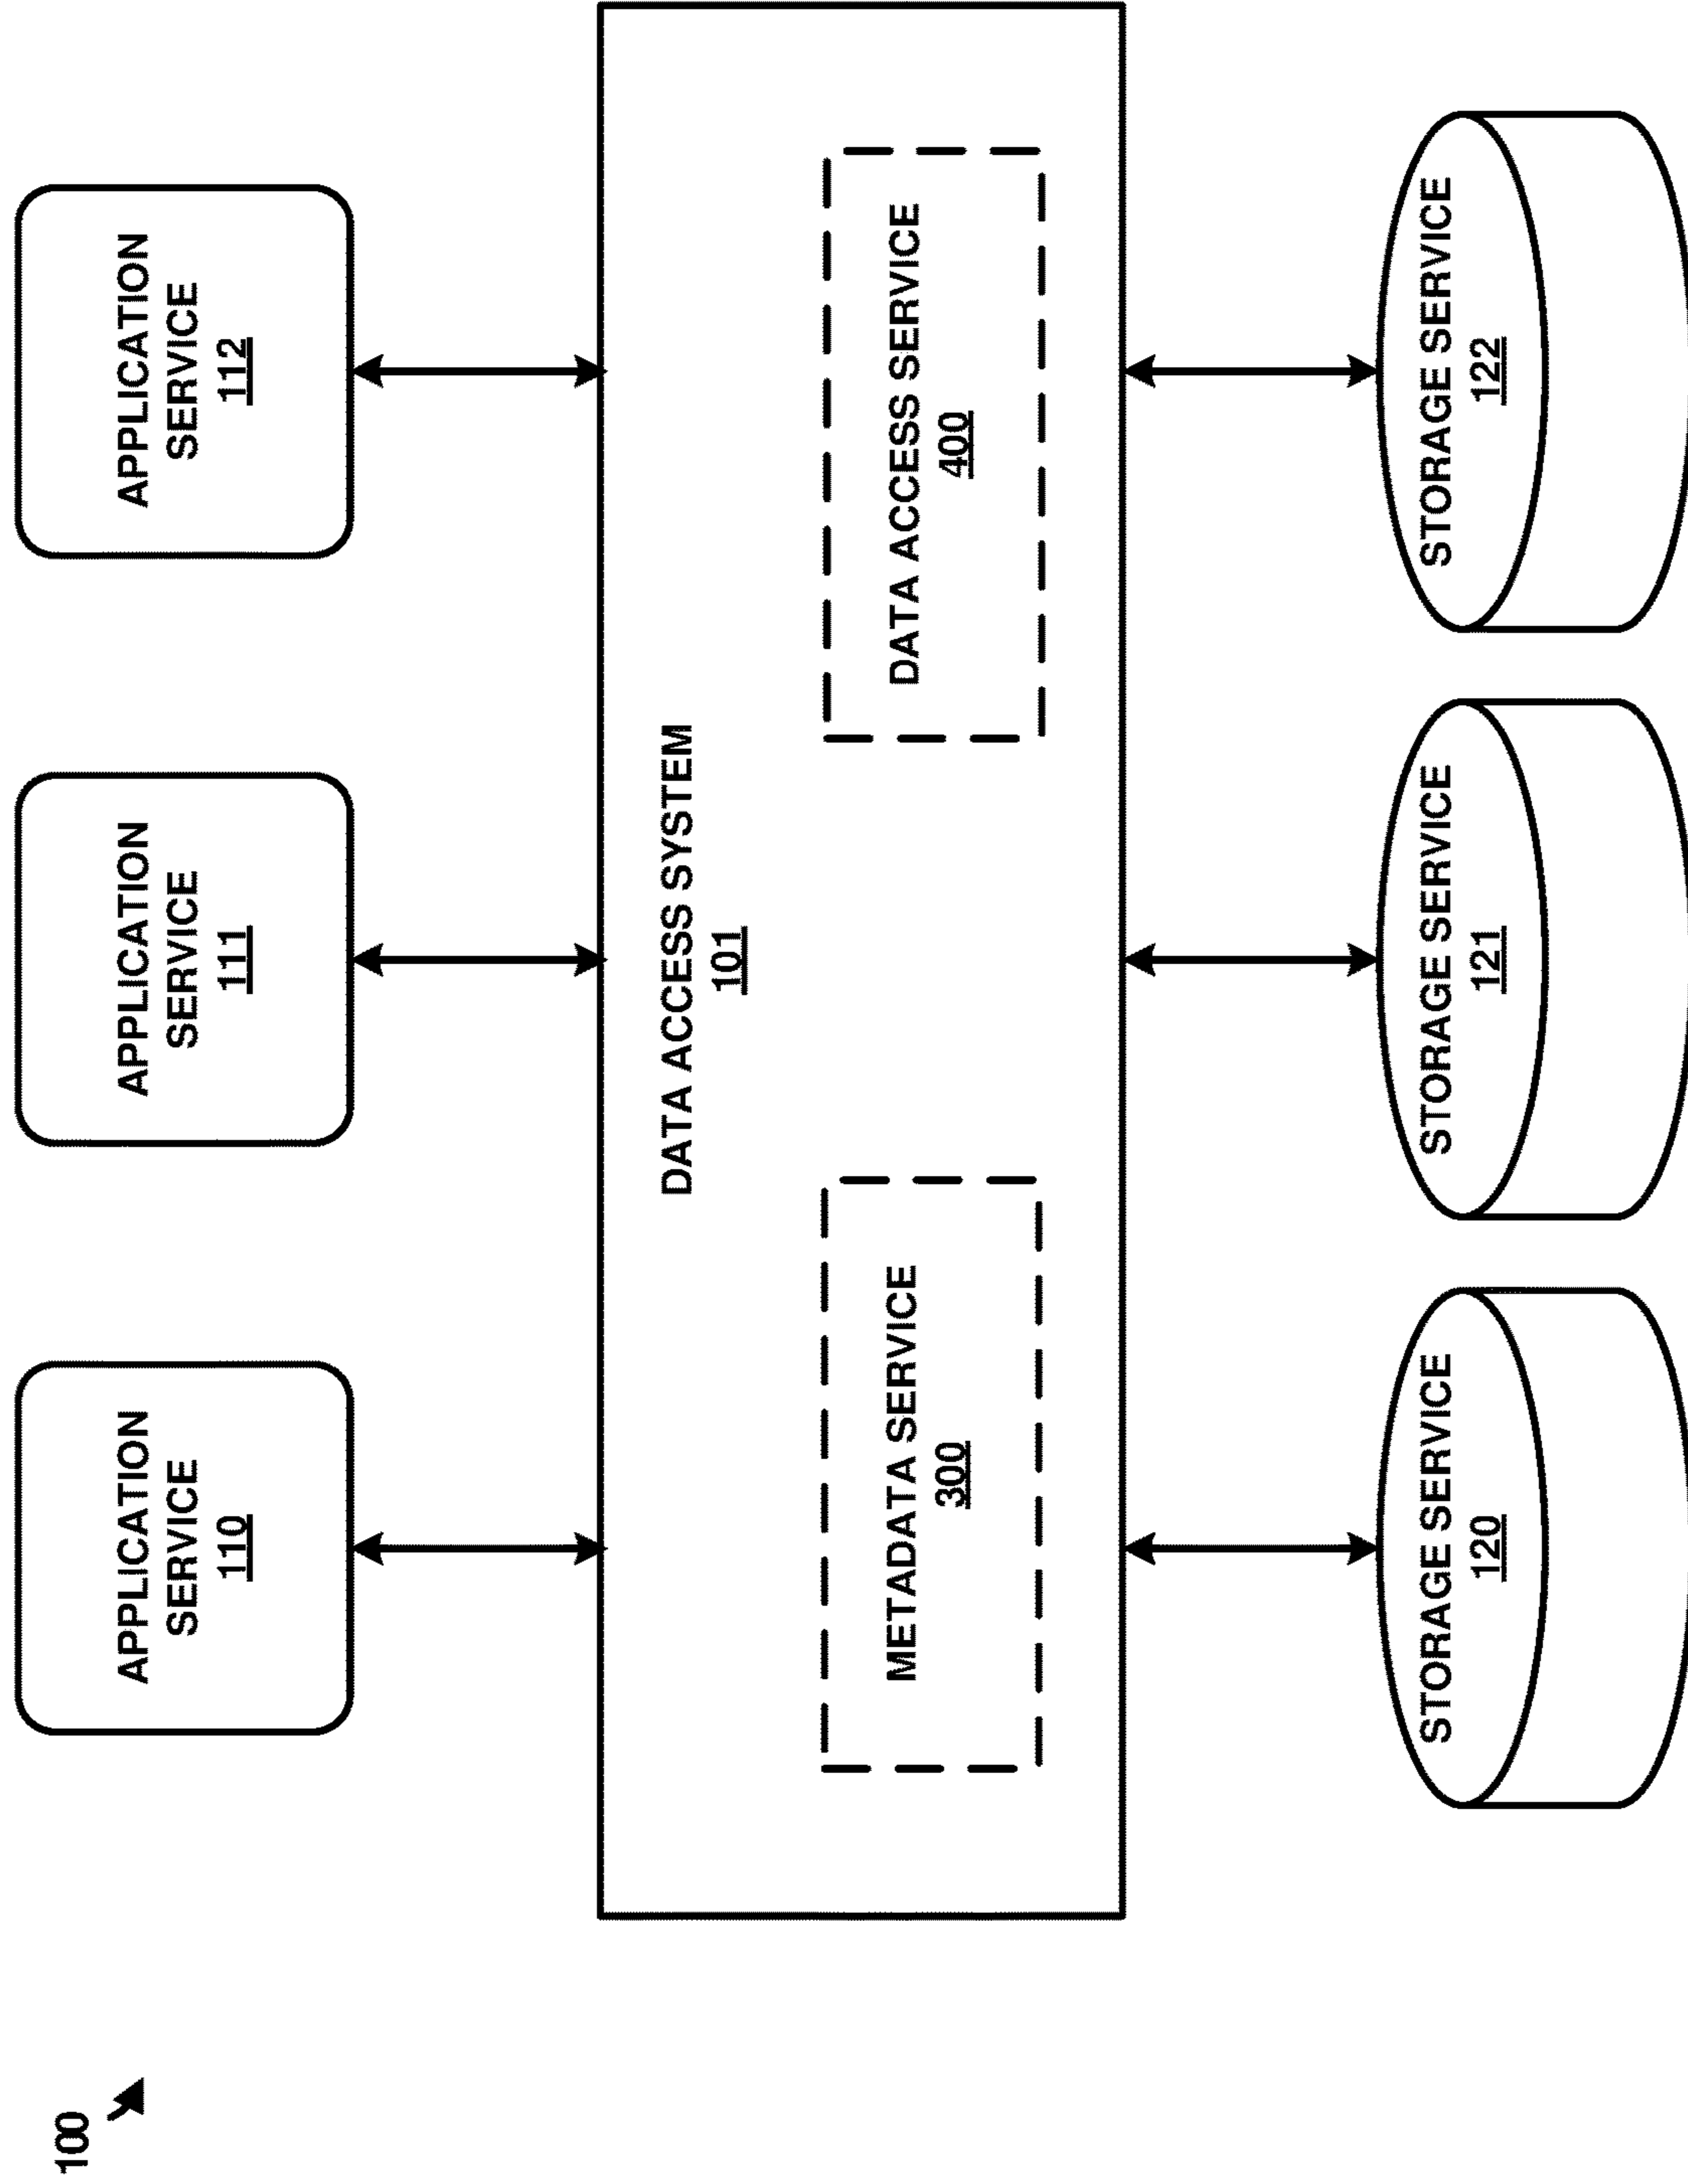 100
APPLICATION
SERVICE
110
APPLICATION
SERVICE
111
APPLICATION
SERVICE
112
DATA ACCESS SYSTEM
101
METADATA SERVICE
300
DATA ACCESS SERVICE
400
STORAGE SERVICE
120
STORAGE SERVICE
121
STORAGE SERVICE
122